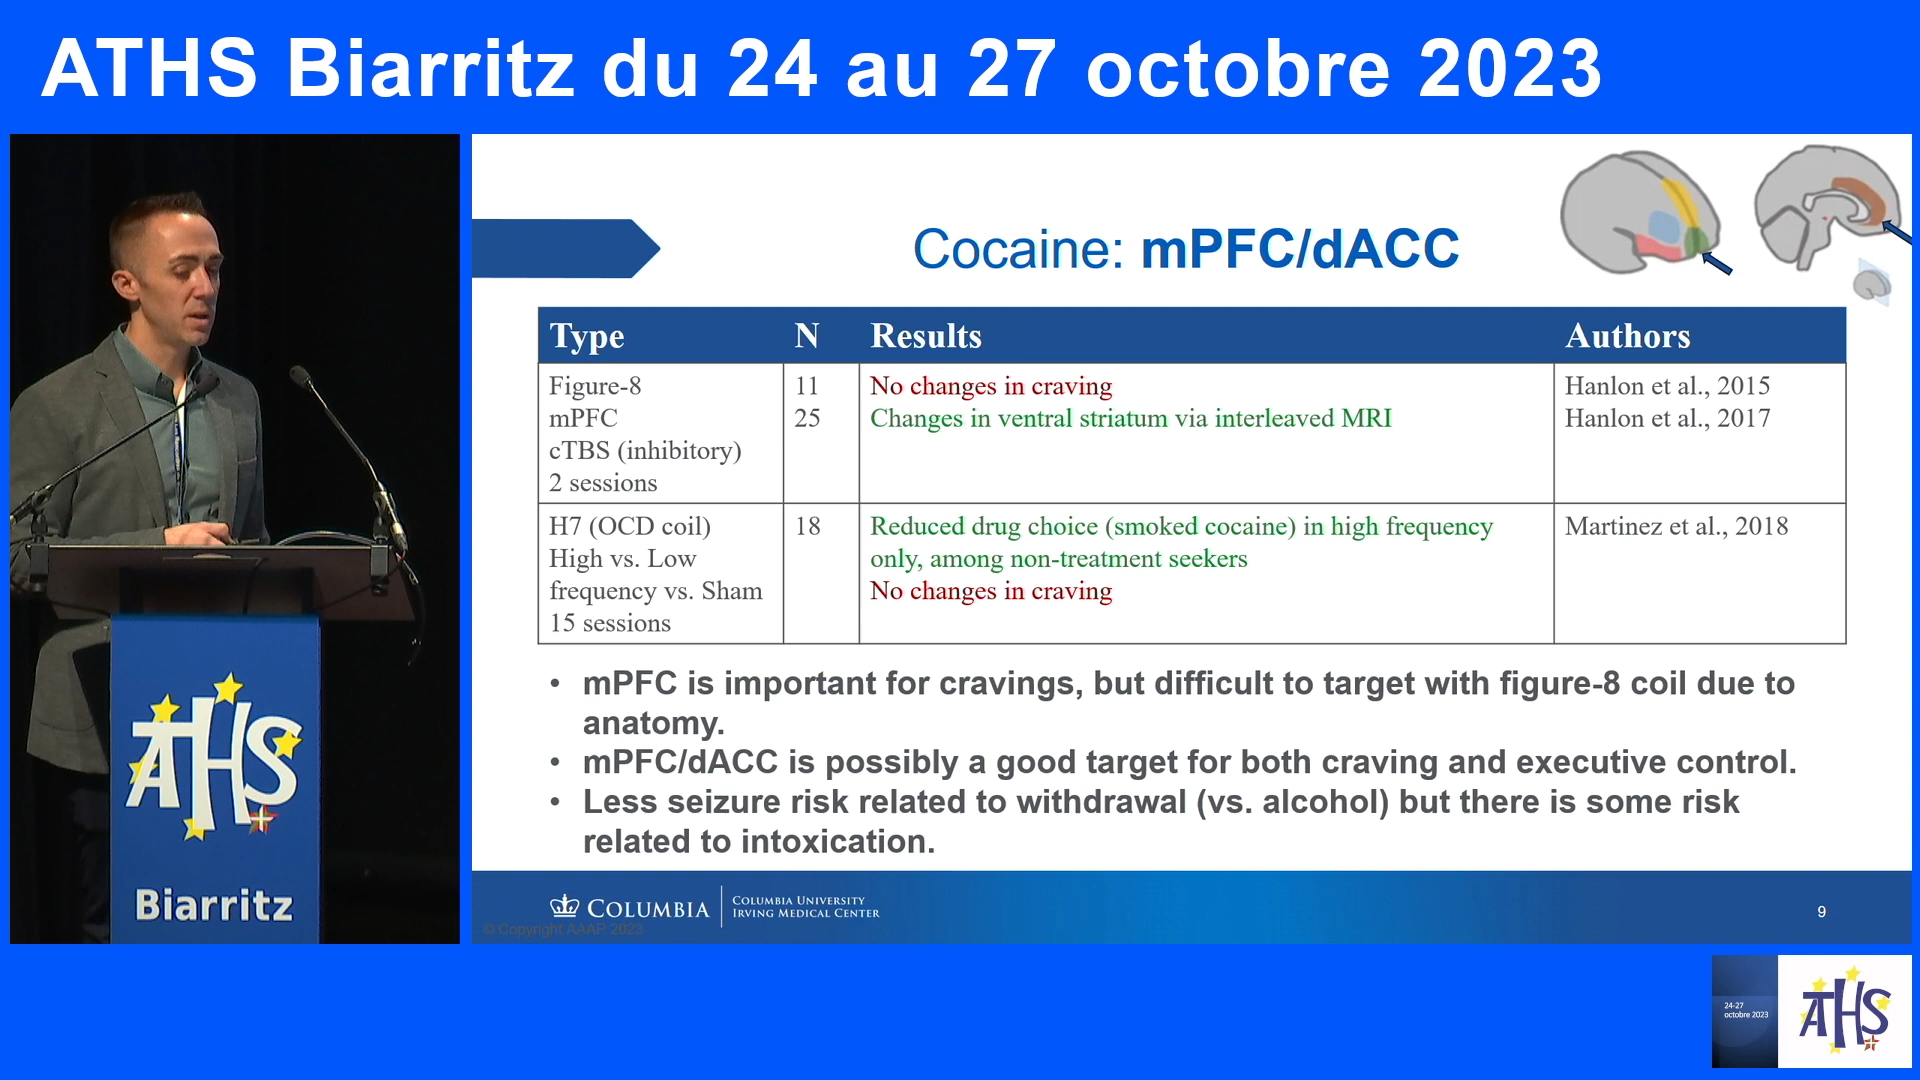 ATHS Biarritz du 24 au 27 octobre 2023
Cocaine: mPFC/dACC
Type N Results Authors
Figure-8 11 No changes in craving Hanlon et al., 2015
mPFC 25 Changes in ventral striatum via interleaved MRI Hanlon et al., 2017
cTBS (inhibitory)
2 sessions
H7 (OCD coil) 18 Reduced drug choice (smoked cocaine) in high frequency Martinez et al., 2018
High vs. Low only, among non-treatment seekers
frequency vs. Sham No changes in craving
15 sessions
• mPFC is important for cravings, but difficult to target with figure-8 coil due to
anatomy.
• mPFC/dACC is possibly a good target for both craving and executive control.
• Less seizure risk related to withdrawal (vs. alcohol) but there is some risk
related to intoxication.
COLUMBIA
COLUMBIA UNIVERSITY
IRVING MEDICAL CENTER
9
© Copyright AAAP 2023
ATHS
Biarritz
24-27
octobre 2023
ATHS